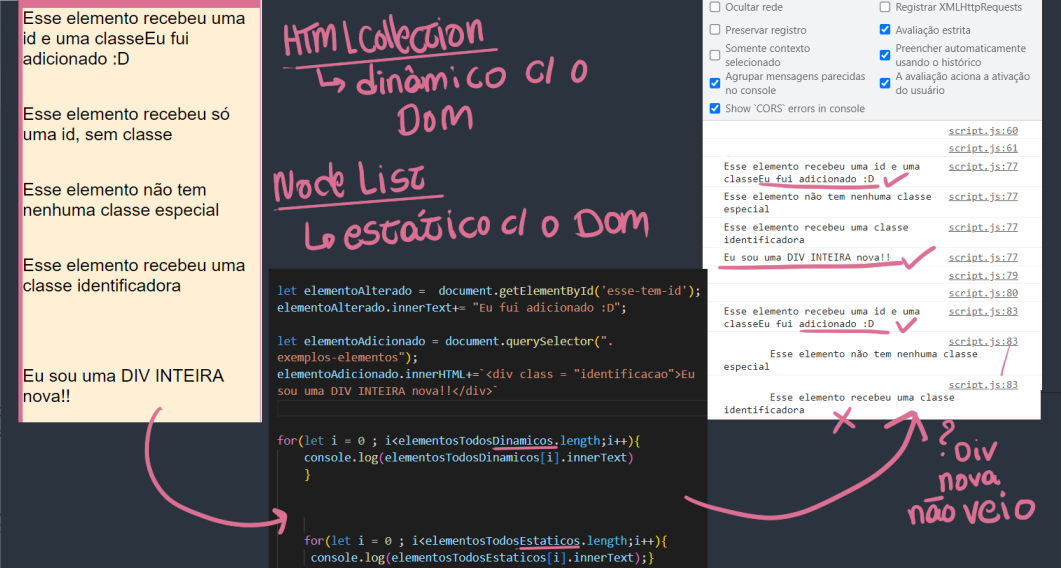 Esse elemento recebeu uma
id e uma classeEu fui
adicionado :D
Esse elemento recebeu só
uma id, sem classe
Esse elemento não tem
nenhuma classe especial
Esse elemento recebeu uma
classe identificadora
Eu sou uma DIV INTEIRA
nova!!
HTMLCollection
dinâmico c/ o
DOM
Node List
estático c/ o DOM
let elementoAlterado =  document.getElementById('esse-tem-id');
elementoAlterado.innerText+= "Eu fui adicionado :D";
let elementoAdicionado = document.querySelector(".
exemplos-elementos");
elementoAdicionado.innerHTML+=`<div class = "identificacao">Eu
sou uma DIV INTEIRA nova!!</div>`
for(let i = 0 ; i<elementosTodosDinamicos.length;i++){
console.log(elementosTodosDinamicos[i].innerText)
}
for(let i = 0 ; i<elementosTodosEstaticos.length;i++){
console.log(elementosTodosEstaticos[i].innerText);}
Ocultar rede
Registrar XMLHttpRequests
Preservar registro
Avaliação estrita
Somente contexto
selecionado
Preencher automaticamente
usando o histórico
Agrupar mensagens parecidas
no console
A avaliação aciona a ativação
do usuário
Show `CORS` errors in console
script.js:60
script.js:61
Esse elemento recebeu uma id e uma script.js:77
classeEu fui adicionado :D
Esse elemento não tem nenhuma classe script.js:77
especial
Esse elemento recebeu uma classe script.js:77
identificadora
Eu sou uma DIV INTEIRA nova!! script.js:77
script.js:79
script.js:80
Esse elemento recebeu uma id e uma script.js:83
classeEu fui adicionado :D
script.js:83
Esse elemento não tem nenhuma classe
especial
script.js:83
Esse elemento recebeu uma classe
identificadora
?
Div
nova
não veio